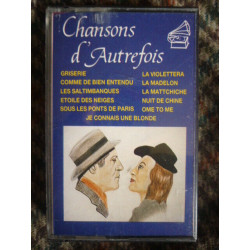 Chansons
d'Autrefois
GRISERIE
COMME DE BIEN ENTENDU
LES SALTIMBANQUES
ETOILE DES NEIGES
SOUS LES PONTS DE PARIS
LA VIOLETTERA
LA MADELON
LA MATTCHICHE
NUIT DE CHINE
OME TO ME
JE CONNAIS UNE BLONDE